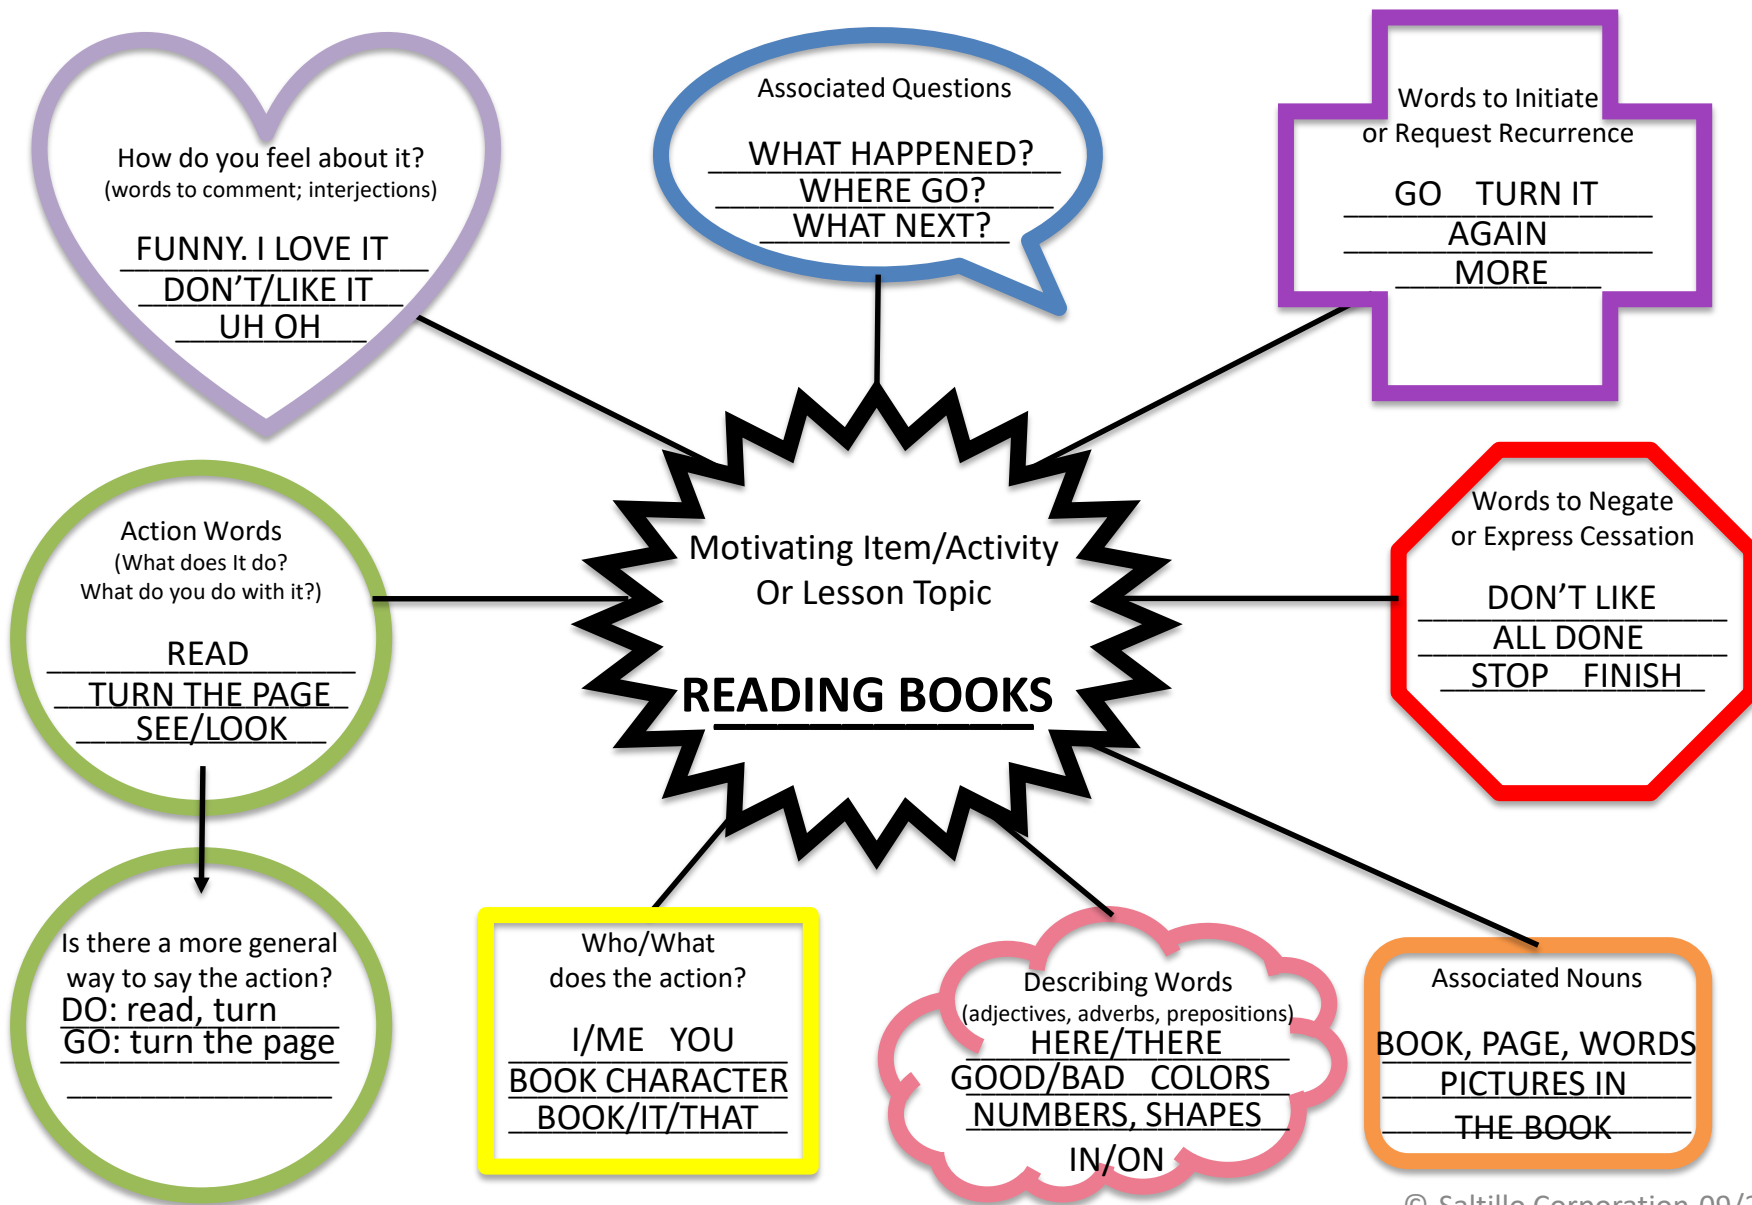 How do you feel about it?
(words to comment; interjections)
FUNNY. I LOVE IT
DON'T/LIKE IT
UH OH
Associated Questions
WHAT HAPPENED?
WHERE GO?
WHAT NEXT?
Words to Initiate
or Request Recurrence
GO TURN IT
AGAIN
MORE
Action Words
(What does It do?
What do you do with it?)
READ
TURN THE PAGE
SEE/LOOK
Motivating Item/Activity
Or Lesson Topic
READING BOOKS
Words to Negate
or Express Cessation
DON'T LIKE
ALL DONE
STOP FINISH
Is there a more general
way to say the action?
DO: read, turn
GO: turn the page
Who/What
does the action?
I/ME YOU
BOOK CHARACTER
BOOK/IT/THAT
Describing Words
(adjectives, adverbs, prepositions)
HERE/THERE
GOOD/BAD COLORS
NUMBERS, SHAPES
IN/ON
Associated Nouns
BOOK, PAGE, WORDS
PICTURES IN
THE BOOK
© Saltillo Corporation